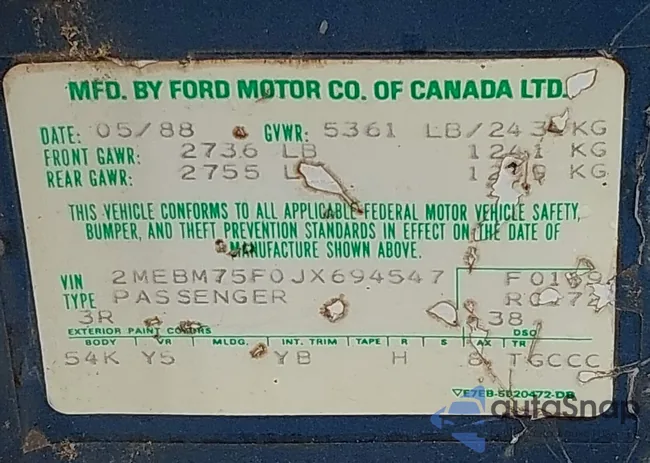 MFD. BY FORD MOTOR CO. OF CANADA LTD.
DATE: 05/88 GVWR: 5361 LB/243 KG
FRONT GAWR: 2736 LB 1241 KG
REAR GAWR: 2755 L KG
THIS VEHICLE CONFORMS TO ALL APPLICABLE FEDERAL MOTOR VEHICLE SAFETY,
BUMPER, AND THEFT PREVENTION STANDARDS IN EFFECT ON THE DATE OF
MANUFACTURE SHOWN ABOVE.
VIN 2MEBM75F0JX694547
TYPE PASSENGER
3R 38
EXTERIOR PAINT COLORS DSO
BODY VR MLDG. INT. TRIM TAPE R S AX TR
54K Y5 YB H 8 TGCCC
autoSnap